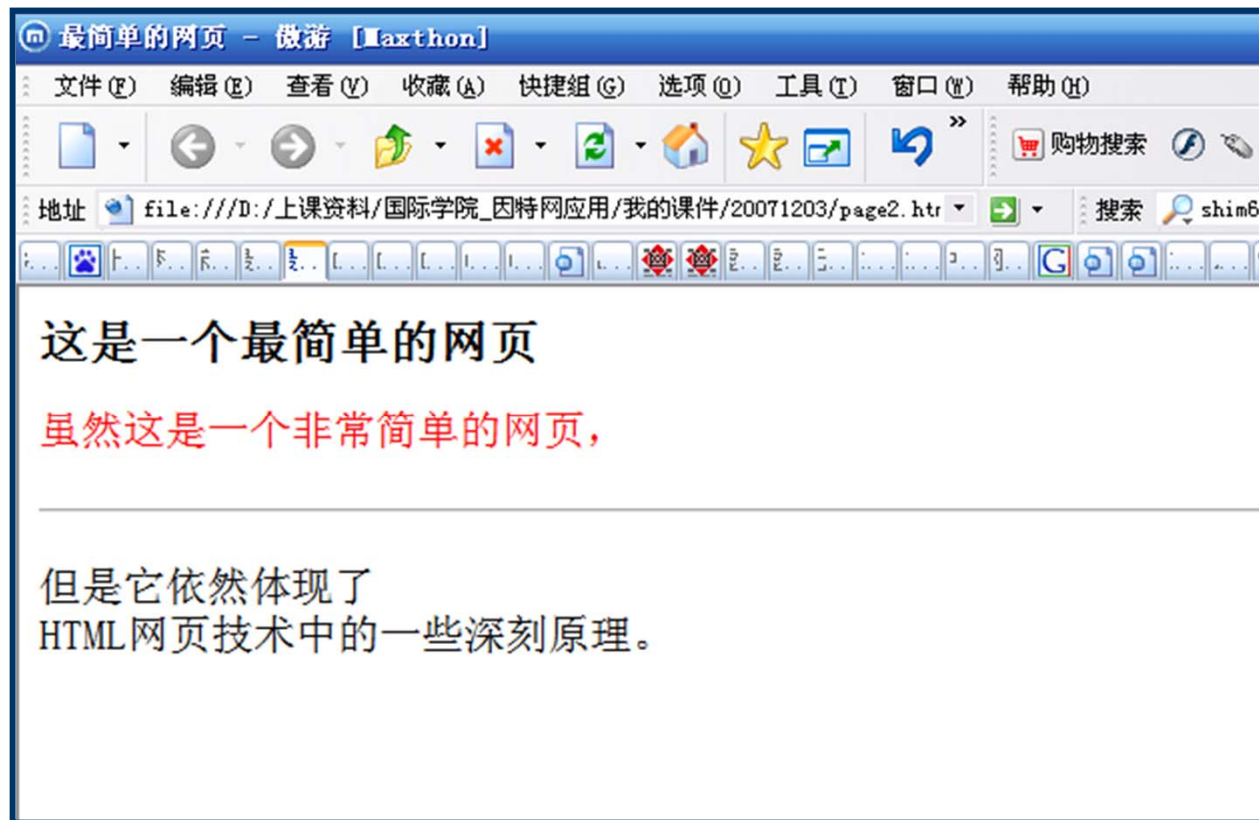 最简单的网页 - 傲游 [Maxthon]
文件(F) 编辑(E) 查看(V) 收藏(A) 快捷组(G) 选项(O) 工具(T) 窗口(W) 帮助(H)
购物搜索
地址 file:///D:/上课资料/国际学院_因特网应用/我的课件/20071203/page2.htm 搜索 shim6
这是一个最简单的网页
虽然这是一个非常简单的网页，
但是它依然体现了
HTML网页技术中的一些深刻原理。